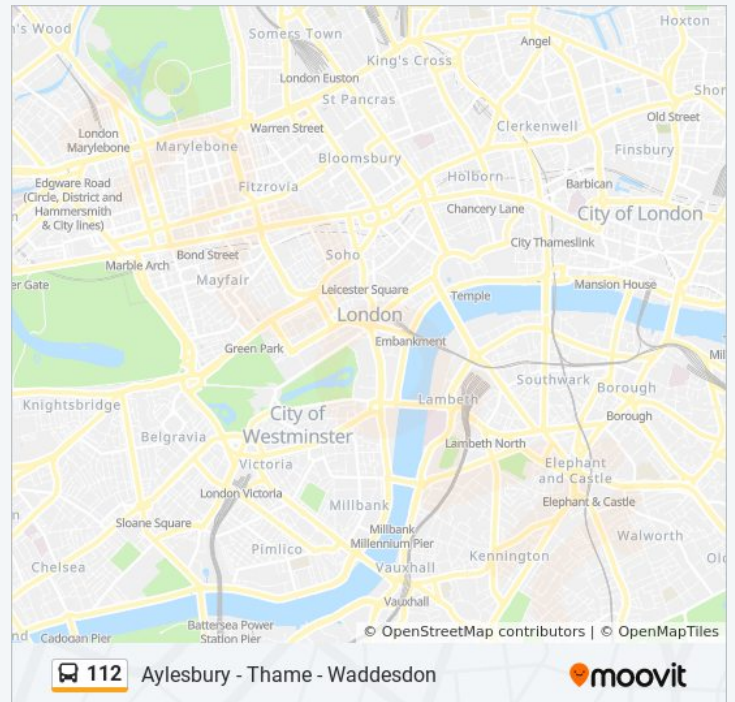 's Wood
Somers Town
Hoxton
Angel
King's Cross
London Euston
St Pancras
Shor
Old Street
Warren Street
Clerkenwell
London
Marylebone
Marylebone
Finsbury
Bloomsbury
Holborn
Edgware Road
(Circle, District and
Hammersmith
& City lines)
Fitzrovia
Barbican
Chancery Lane
City of London
City Thameslink
Bond Street
Soho
Marble Arch
Mayfair
er Gate
Leicester Square
Temple
Mansion House
London
Embankment
Green Park
Mil
Southwark
Borough
Knightsbridge
Lambeth
City of
Westminster
Borough
Belgravia
Lambeth North
Victoria
Elephant
and Castle
London Victoria
Elephant & Castle
Millbank
Sloane Square
Millbank
Millennium Pier
Walworth
Pimlico
Kennington
Ol
Chelsea
Vauxhall
Vauxhall
Battersea Power
Station Pier
nd
Cadogan Pier
© OpenStreetMap contributors | © OpenMapTiles
112 Aylesbury - Thame - Waddesdon
moovit